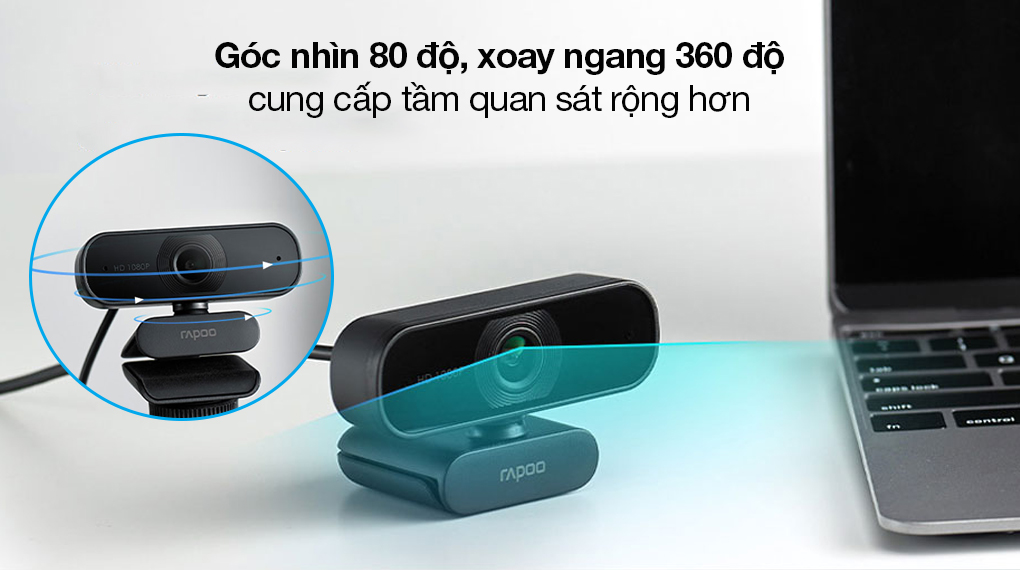 Góc nhìn 80 độ, xoay ngang 360 độ
cung cấp tầm quan sát rộng hơn
HD 1080P
rapoo
HD 1080P
rapoo
tab
caps lock
shift
fn
control